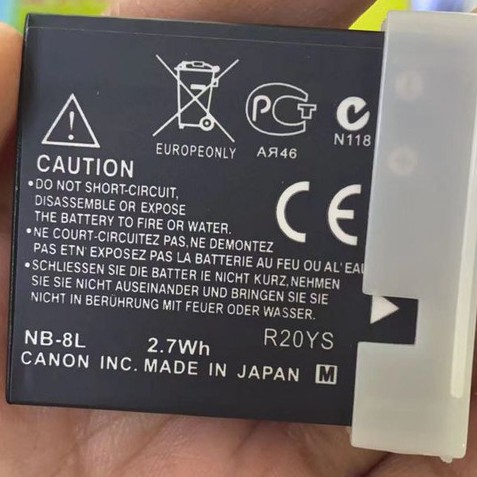 EUROPEONLY
РСТ
АЯ46
N118
CAUTION
•DO NOT SHORT-CIRCUIT,
DISASSEMBLE OR EXPOSE
THE BATTERY TO FIRE OR WATER.
•NE COURT-CIRCUITEZ PAS, NE DEMONTEZ
PAS ETN' EXPOSEZ PAS LA BATTERIE AU FEU OU AL'EAU
•SCHLIESSEN SIE DIE BATTER IE NICHT KURZ, NEHMEN
SIE SIE NICHT AUSEINANDER UND BRINGEN SIE SIE
NICHT IN BERÜHRUNG MIT FEUER ODER WASSER.
CE
NB-8L 2.7Wh R20YS
CANON INC. MADE IN JAPAN M